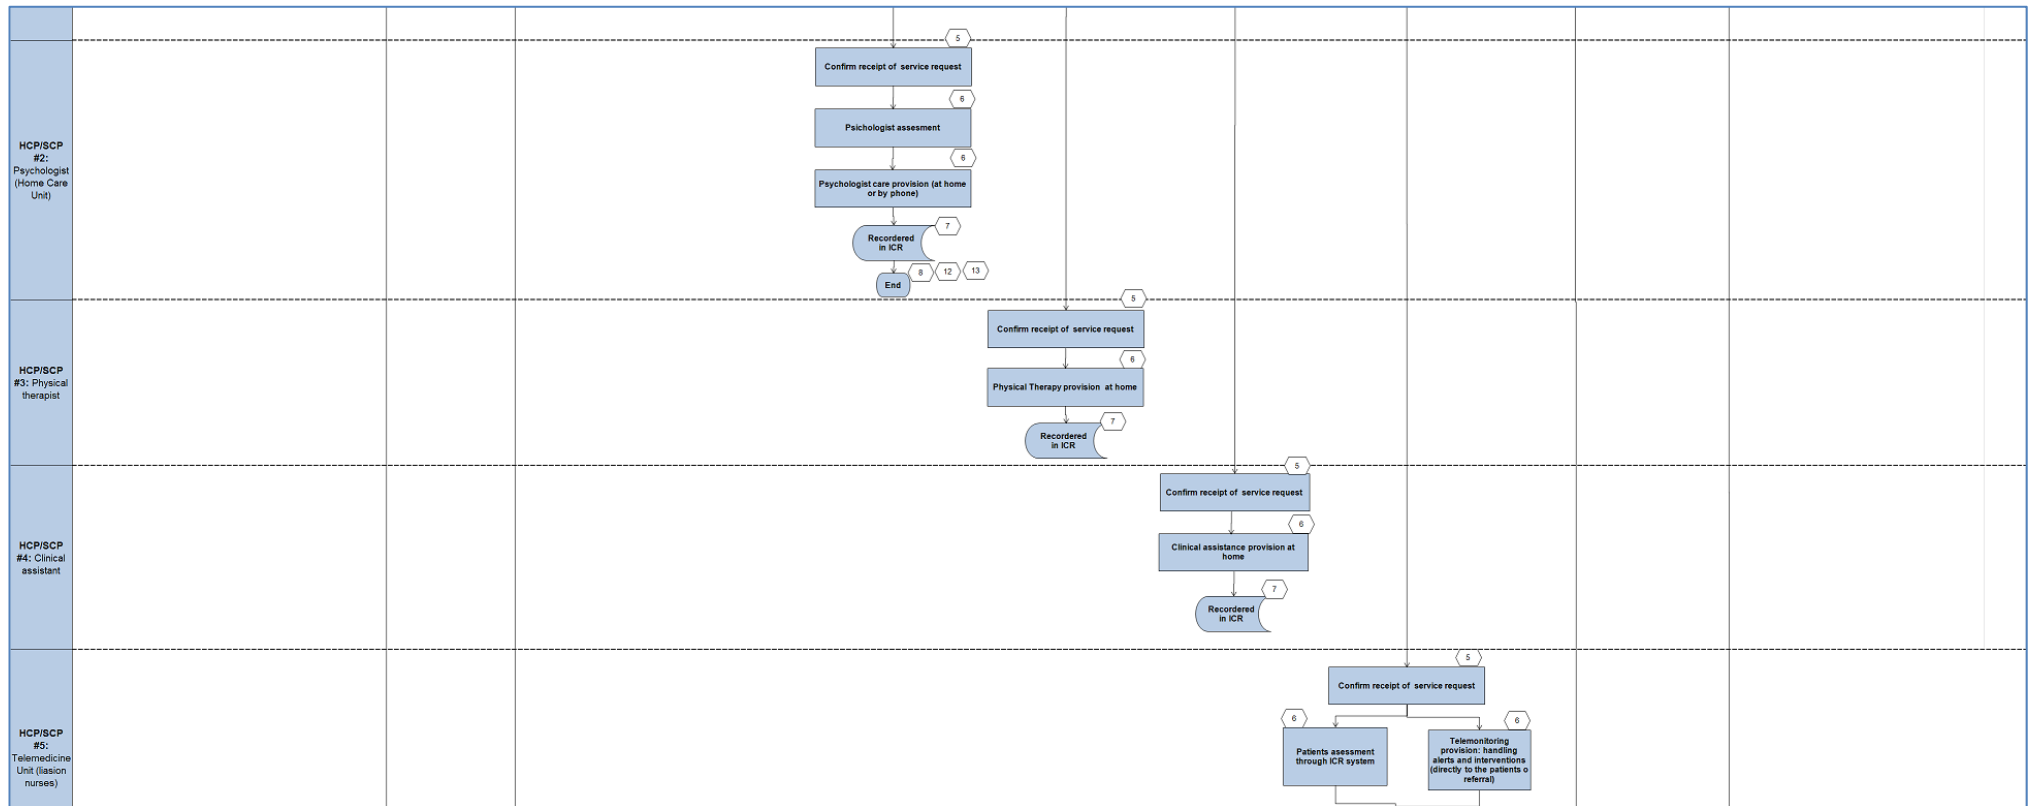 HCP/SCP
#2:
Psychologist
(Home Care
Unit)
5
Confirm receipt of service request
6
Psichologist assesment
6
Psychologist care provision (at home
or by phone)
7
Recordered
in ICR
8
12
13
End
HCP/SCP
#3: Physical
therapist
5
Confirm receipt of service request
6
Physical Therapy provision at home
7
Recordered
in ICR
HCP/SCP
#4: Clinical
assistant
5
Confirm receipt of service request
6
Clinical assistance provision at
home
7
Recordered
in ICR
HCP/SCP
#5:
Telemedicine
Unit (liasion
nurses)
5
Confirm receipt of service request
6
Patients asessment
through ICR system
6
Telemonitoring
provision: handling
alerts and interventions
(directly to the patients o
referral)